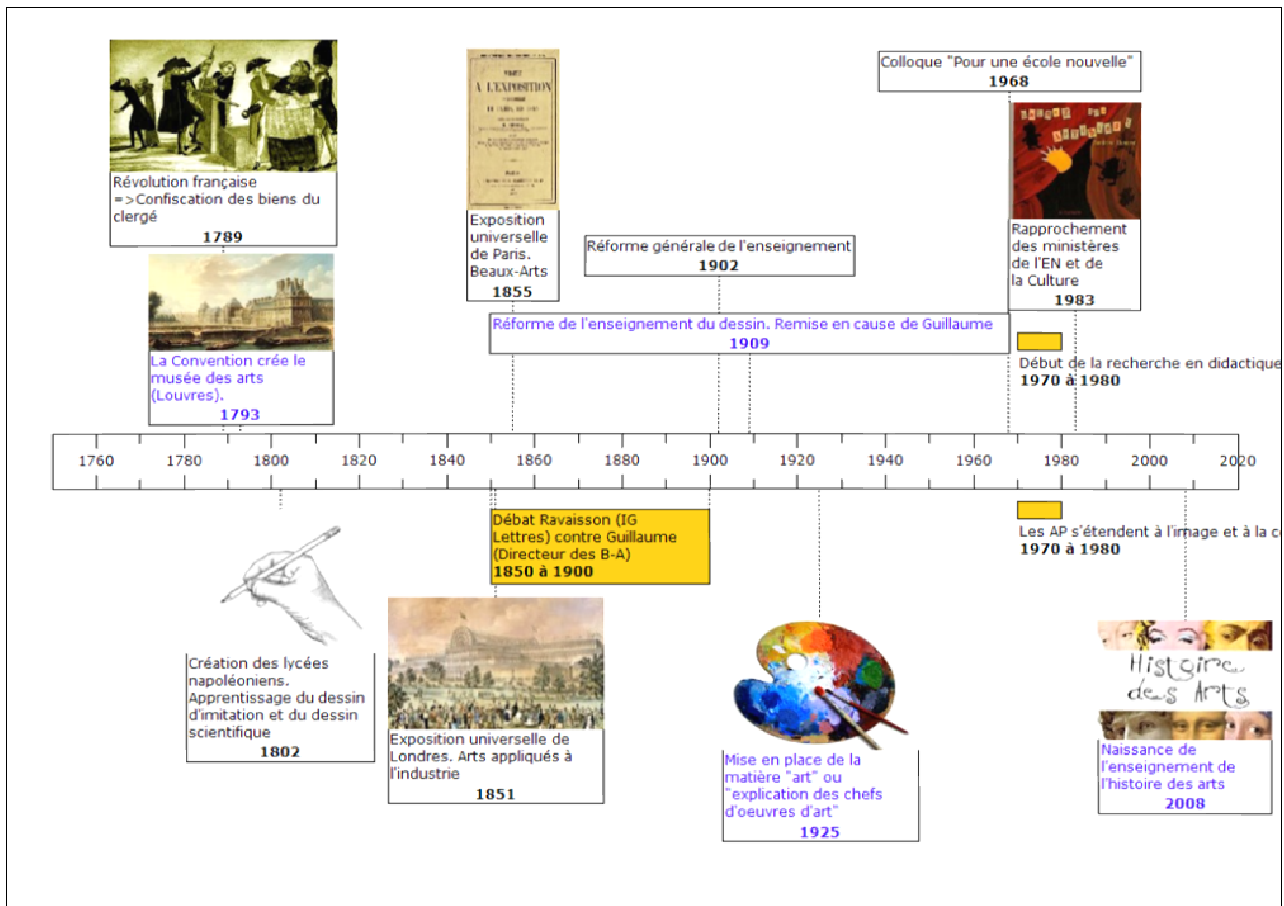 Révolution française
=>Confiscation des biens du
clergé
1789
La Convention crée le
musée des arts
(Louvres).
1793
A L'EXPOSITION
Exposition
universelle
de Paris.
Beaux-Arts
1855
Réforme générale de l'enseignement
1902
Réforme de l'enseignement du dessin. Remise en cause de Guillaume
1909
Colloque "Pour une école nouvelle"
1968
Rapprochement
des ministères
de l'EN et de
la Culture
1983
Début de la recherche en didactique
1970 à 1980
1760 1780 1800 1820 1840 1860 1880 1900 1920 1940 1960 1980 2000 2020
Création des lycées
napoléoniens.
Apprentissage du dessin
d'imitation et du dessin
scientifique
1802
Débat Ravaisson (IG
Lettres) contre Guillaume
(Directeur des B-A)
1850 à 1900
Exposition universelle de
Londres. Arts appliqués à
l'industrie
1851
Mise en place de la
matière "art" ou
"explication des chefs
d'oeuvres d'art"
1925
Les AP s'étendent à l'image et à la c
1970 à 1980
Histoire
des Arts
Naissance de
l'enseignement de
l'histoire des arts
2008